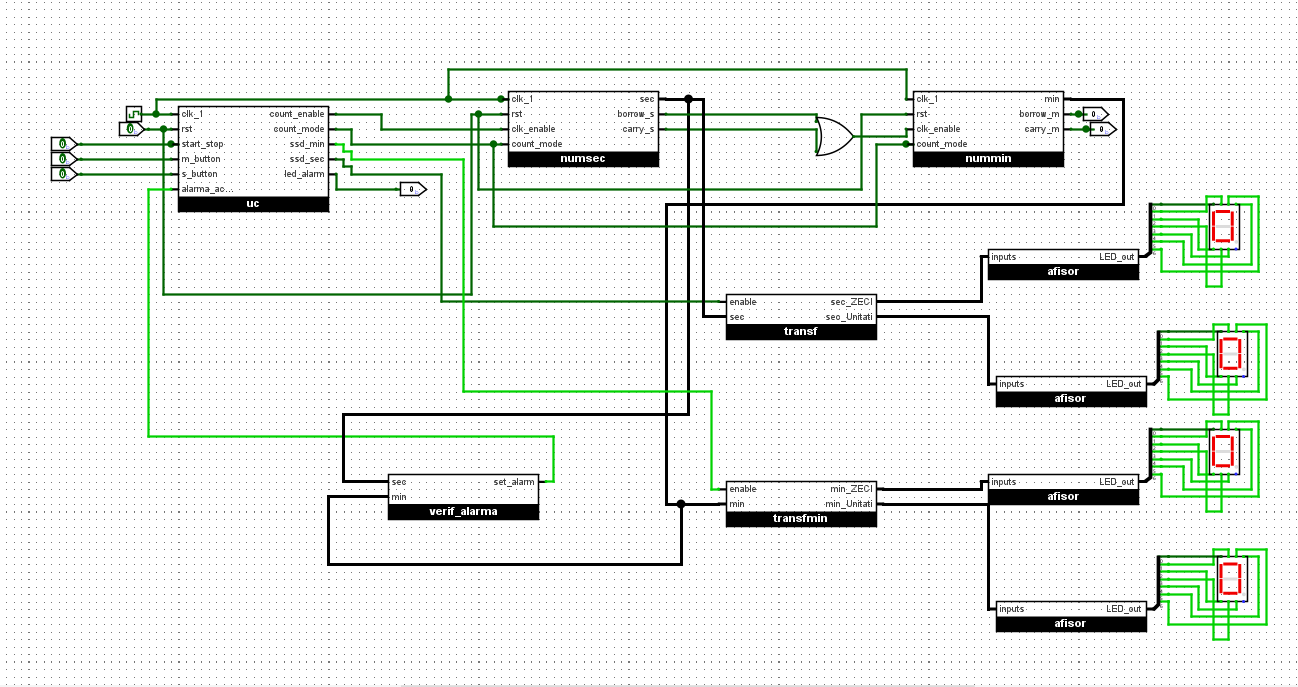 clk_1
rst
start_stop
m_button
s_button
alarma_ac...
count_enable
count_mode
ssd_min
ssd_sec
led_alarm
uc
0
0
0
0
0
clk_1
rst
clk_enable
count_mode
sec
borrow_s
carry_s
numsec
clk_1
rst
clk_enable
count_mode
min
borrow_m
carry_m
nummin
0
0
inputs LED_out
afisor
enable sec_ZECI
sec sec_Unitati
transf
inputs LED_out
afisor
sec set_alarm
min
verif_alarma
enable min_ZECI
min min_Unitati
transfmin
inputs LED_out
afisor
inputs LED_out
afisor